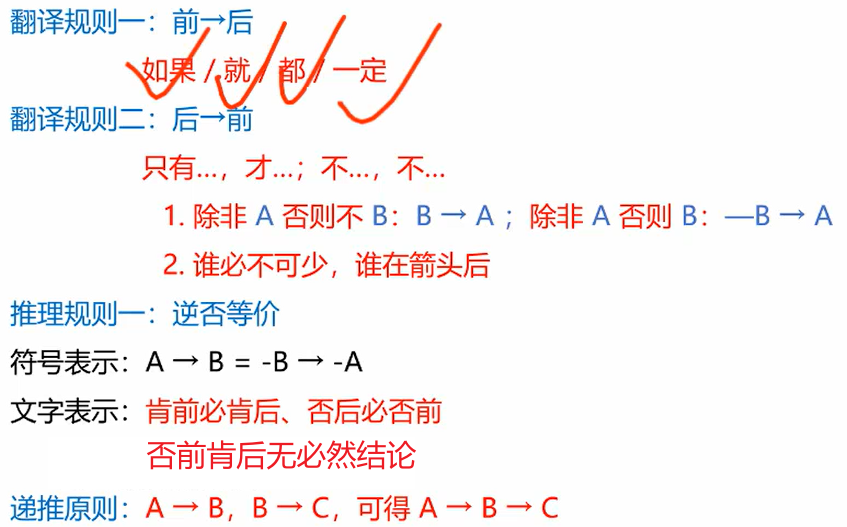 翻译规则一：前→后
如果 / 就 / 都 / 一定
翻译规则二：后→前
只有…，才…；不…，不…
1. 除非 A 否则不 B：B → A ；除非 A 否则 B：—B → A
2. 谁必不可少，谁在箭头后
推理规则一：逆否等价
符号表示：A → B = -B → -A
文字表示：肯前必肯后、否后必否前
否前肯后无必然结论
递推原则：A → B，B → C，可得 A → B → C